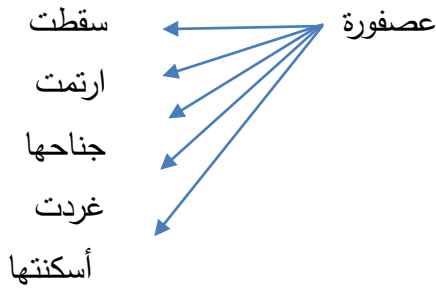 عصفورة
سقطت
ارتمت
جناحها
غردت
أسكنتها